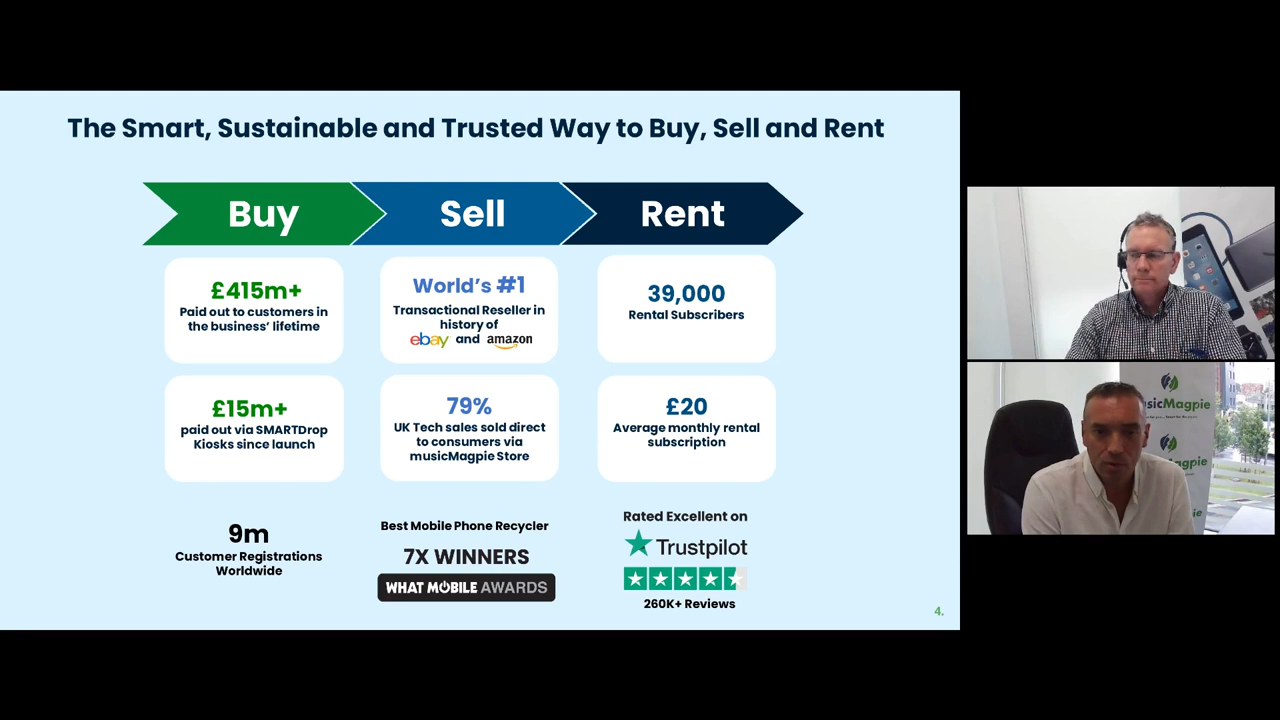 The Smart, Sustainable and Trusted Way to Buy, Sell and Rent
Buy
Sell
Rent
£415m+
Paid out to customers in
the business’ lifetime
World’s #1
Transactional Reseller in
history of
ebay and amazon
39,000
Rental Subscribers
£15m+
paid out via SMARTDrop
Kiosks since launch
79%
UK Tech sales sold direct
to consumers via
musicMagpie Store
£20
Average monthly rental
subscription
9m
Customer Registrations
Worldwide
Best Mobile Phone Recycler
7X WINNERS
WHAT MOBILE AWARDS
Rated Excellent on
Trustpilot
260K+ Reviews
4.
usicMagpie
agpie